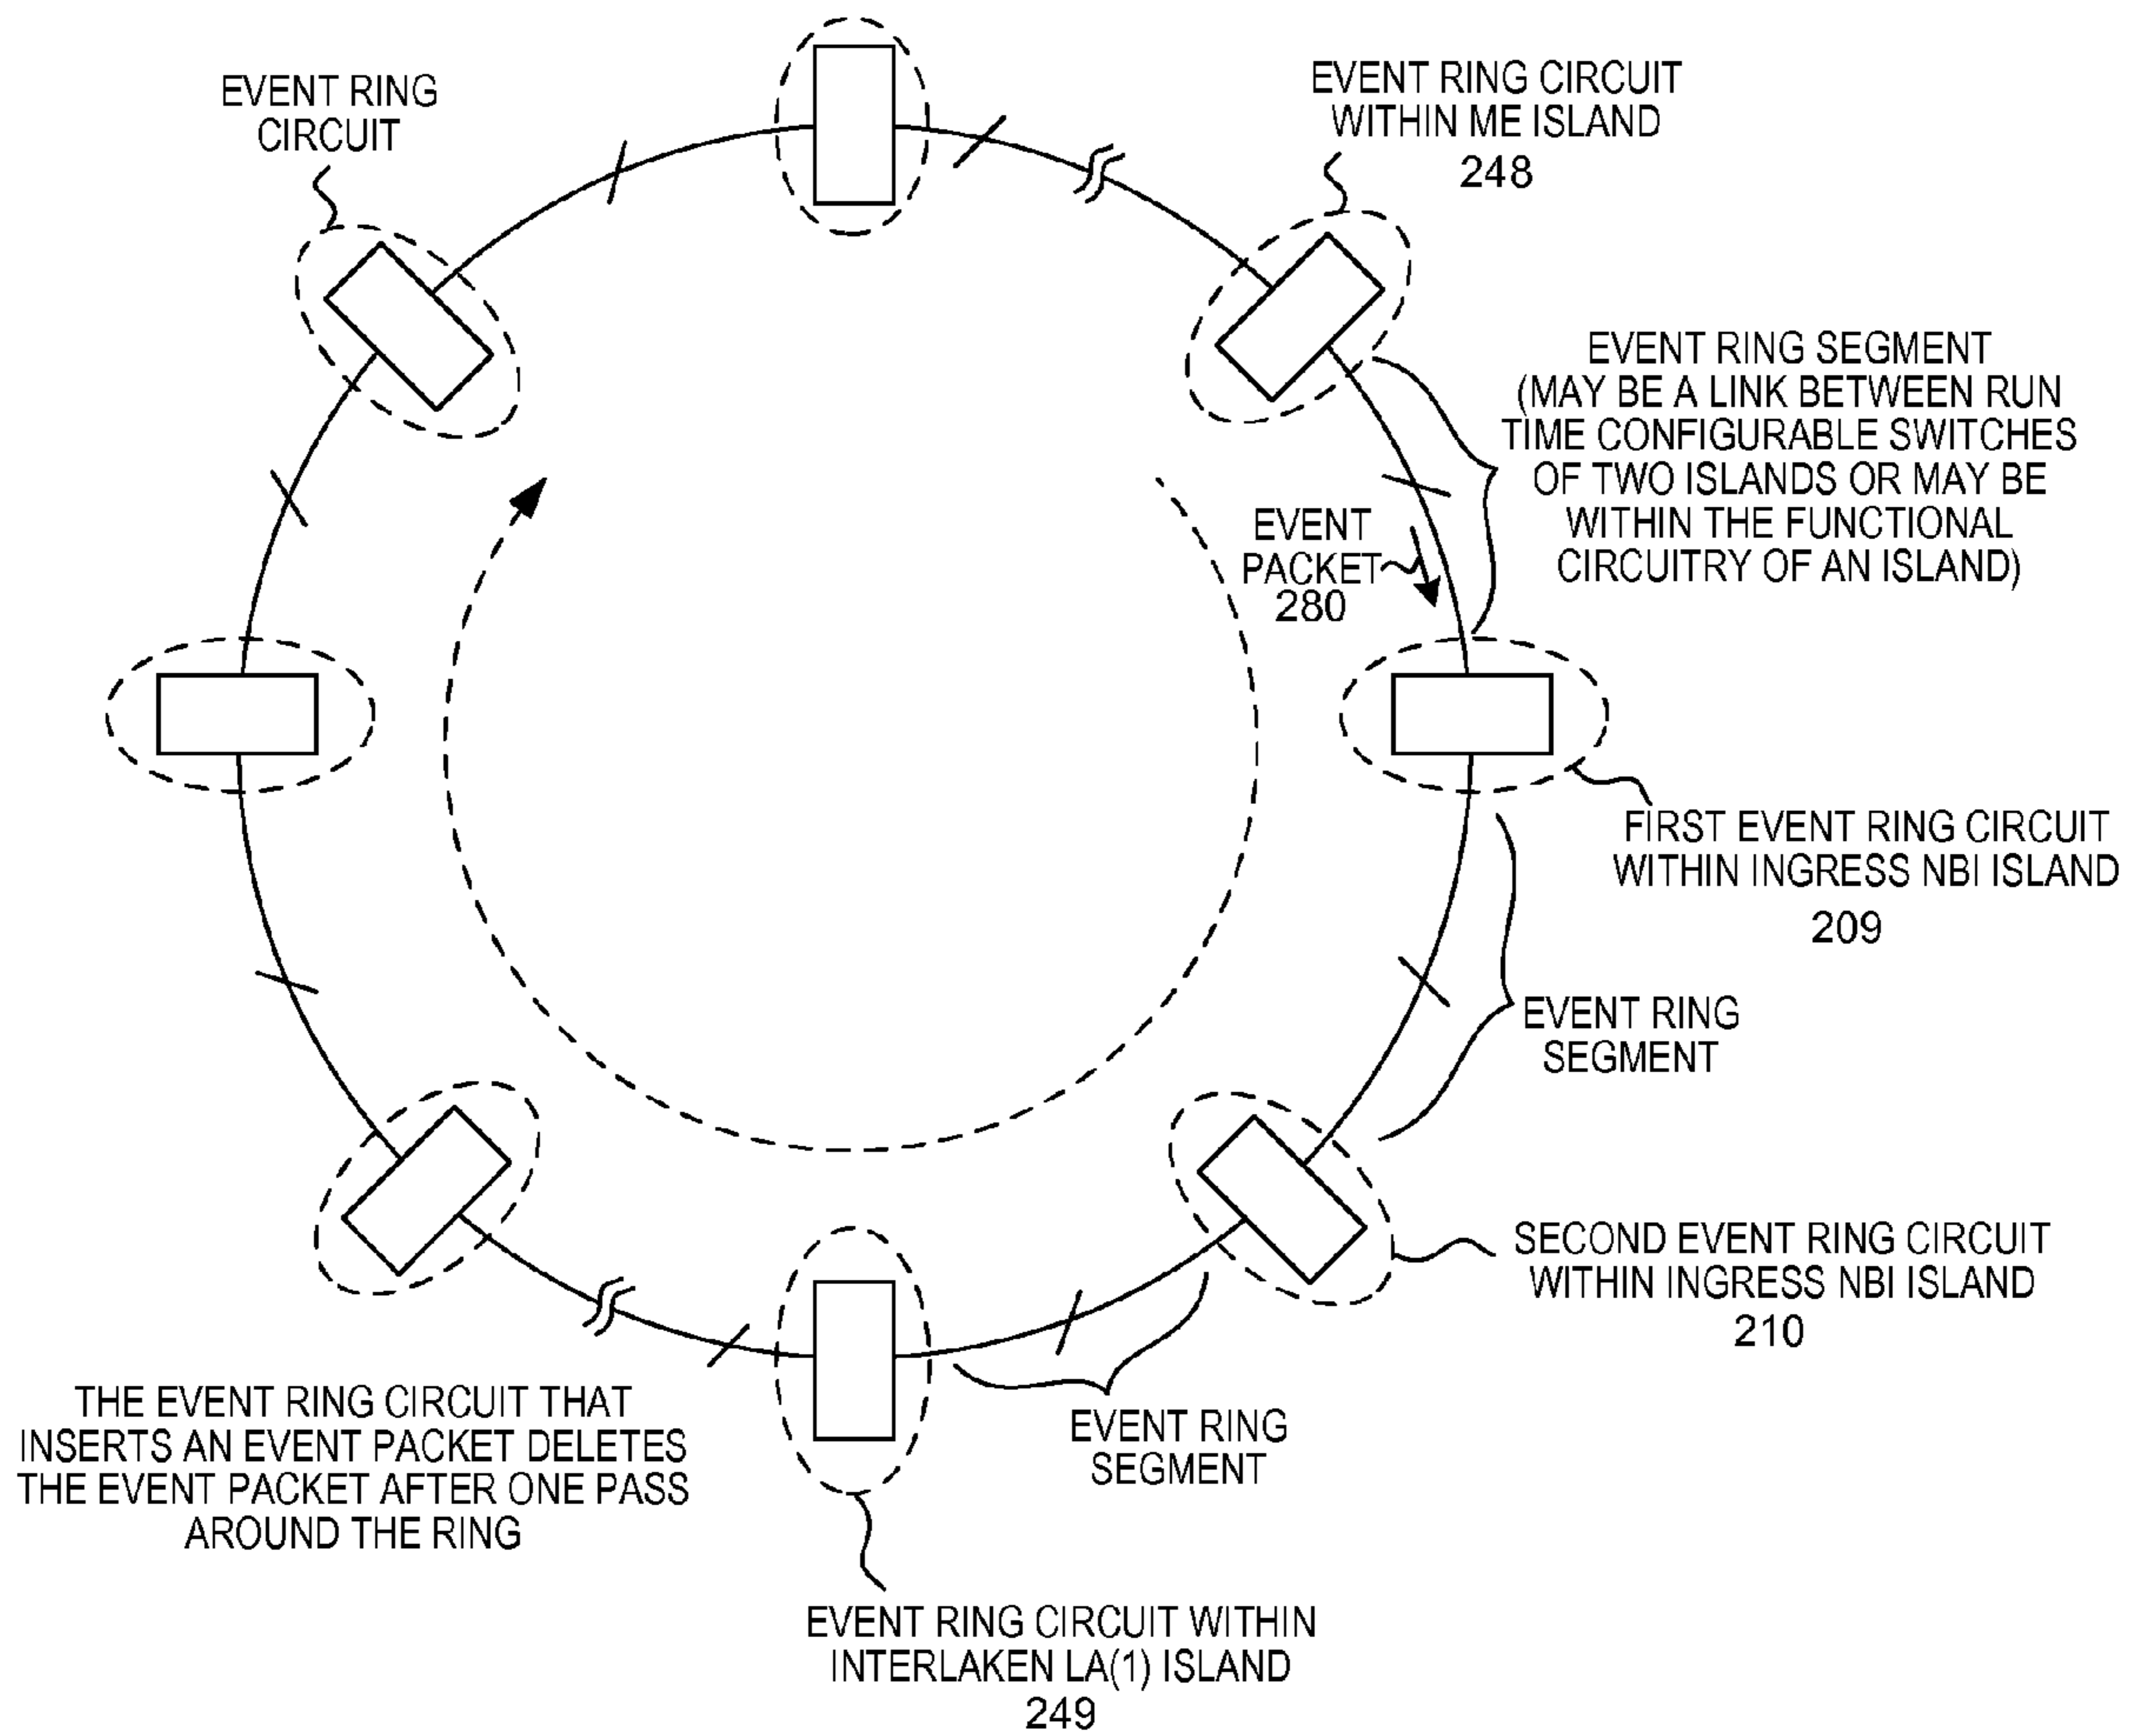 EVENT RING
CIRCUIT
EVENT RING CIRCUIT
WITHIN ME ISLAND
248
EVENT RING SEGMENT
(MAY BE A LINK BETWEEN RUN
TIME CONFIGURABLE SWITCHES
OF TWO ISLANDS OR MAY BE
WITHIN THE FUNCTIONAL
CIRCUITRY OF AN ISLAND)
EVENT
PACKET
280
FIRST EVENT RING CIRCUIT
WITHIN INGRESS NBI ISLAND
209
EVENT RING
SEGMENT
SECOND EVENT RING CIRCUIT
WITHIN INGRESS NBI ISLAND
210
THE EVENT RING CIRCUIT THAT
INSERTS AN EVENT PACKET DELETES
THE EVENT PACKET AFTER ONE PASS
AROUND THE RING
EVENT RING
SEGMENT
EVENT RING CIRCUIT WITHIN
INTERLAKEN LA(1) ISLAND
249